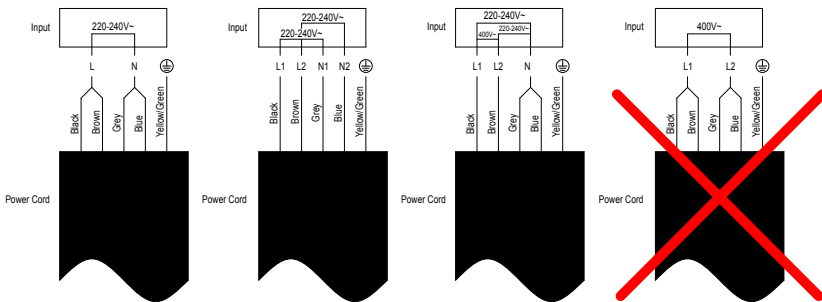 Input
220-240V~
L N
Black
Brown
Grey
Blue
Yellow/Green
Power Cord
Input
220-240V~
220-240V~
L1 L2 N1 N2
Black
Brown
Grey
Blue
Yellow/Green
Power Cord
Input
220-240V~
400V~
220-240V~
L1 L2 N
Black
Brown
Grey
Blue
Yellow/Green
Power Cord
Input
400V~
L1 L2
Black
Brown
Grey
Blue
Yellow/Green
Power Cord